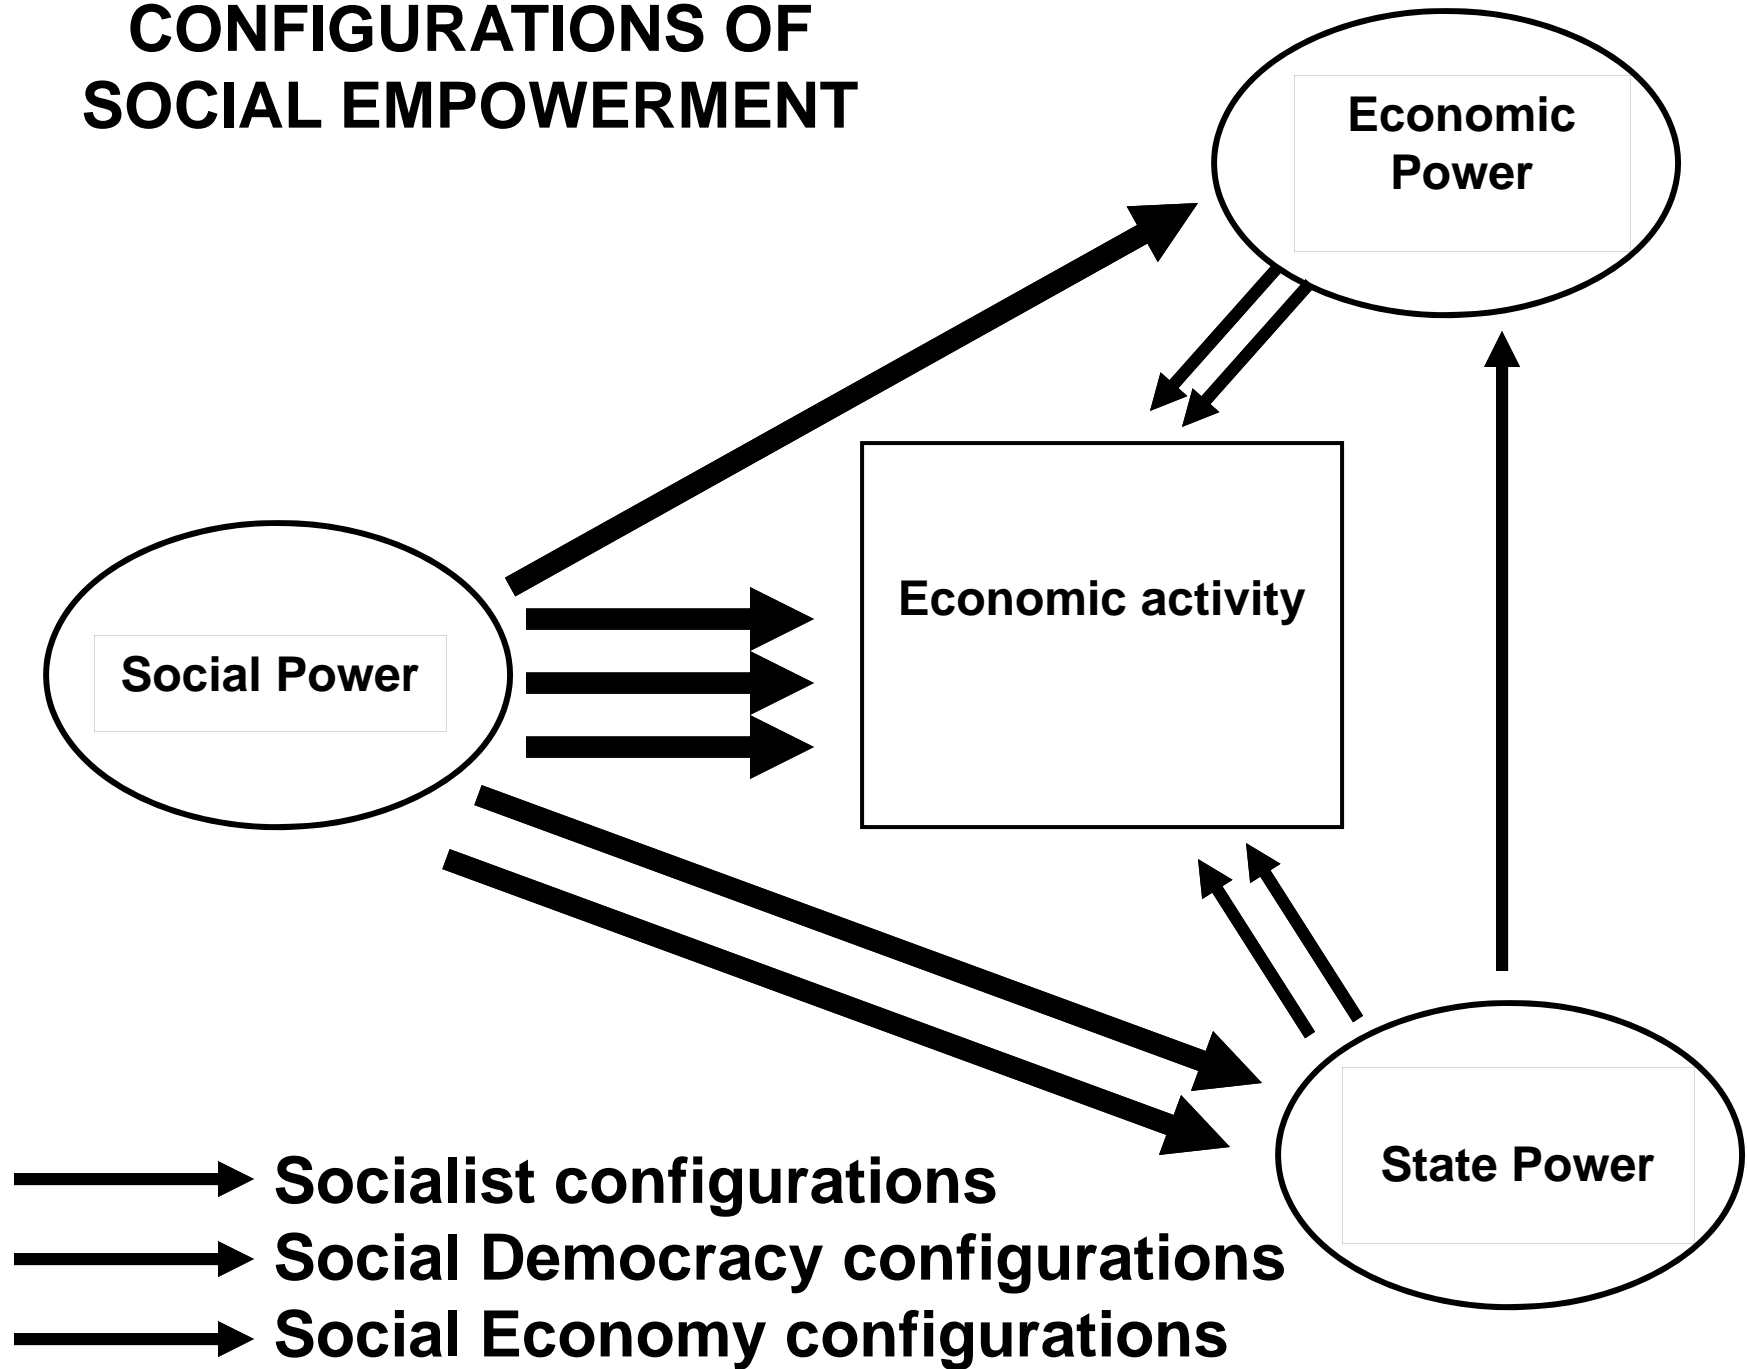 CONFIGURATIONS OF
SOCIAL EMPOWERMENT
Economic
Power
Economic activity
Social Power
State Power
Socialist configurations
Social Democracy configurations
Social Economy configurations